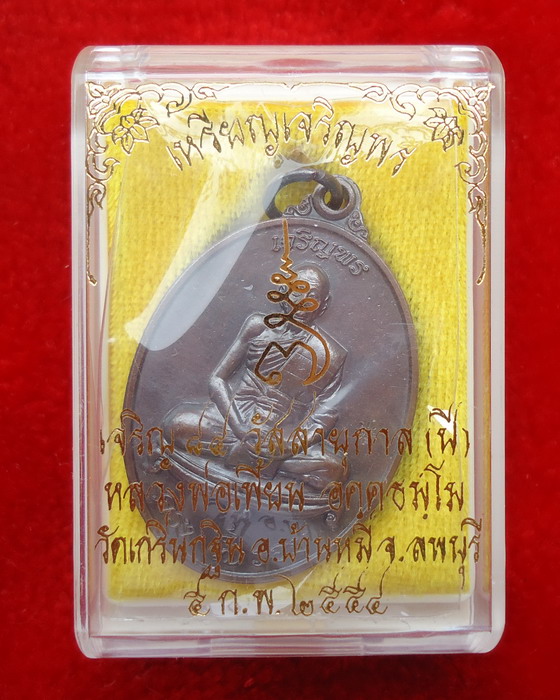 เหรียญเจริญพร
เจริญพร
เจริญ ๘๕ วัสสายุกาล (ปี)
หลวงพ่อเพี้ยน อคฺคธมฺโม
วัดเกริ่นกฐิน อ.บ้านหมี่ จ.ลพบุรี
๕ ก.พ. ๒๕๕๔